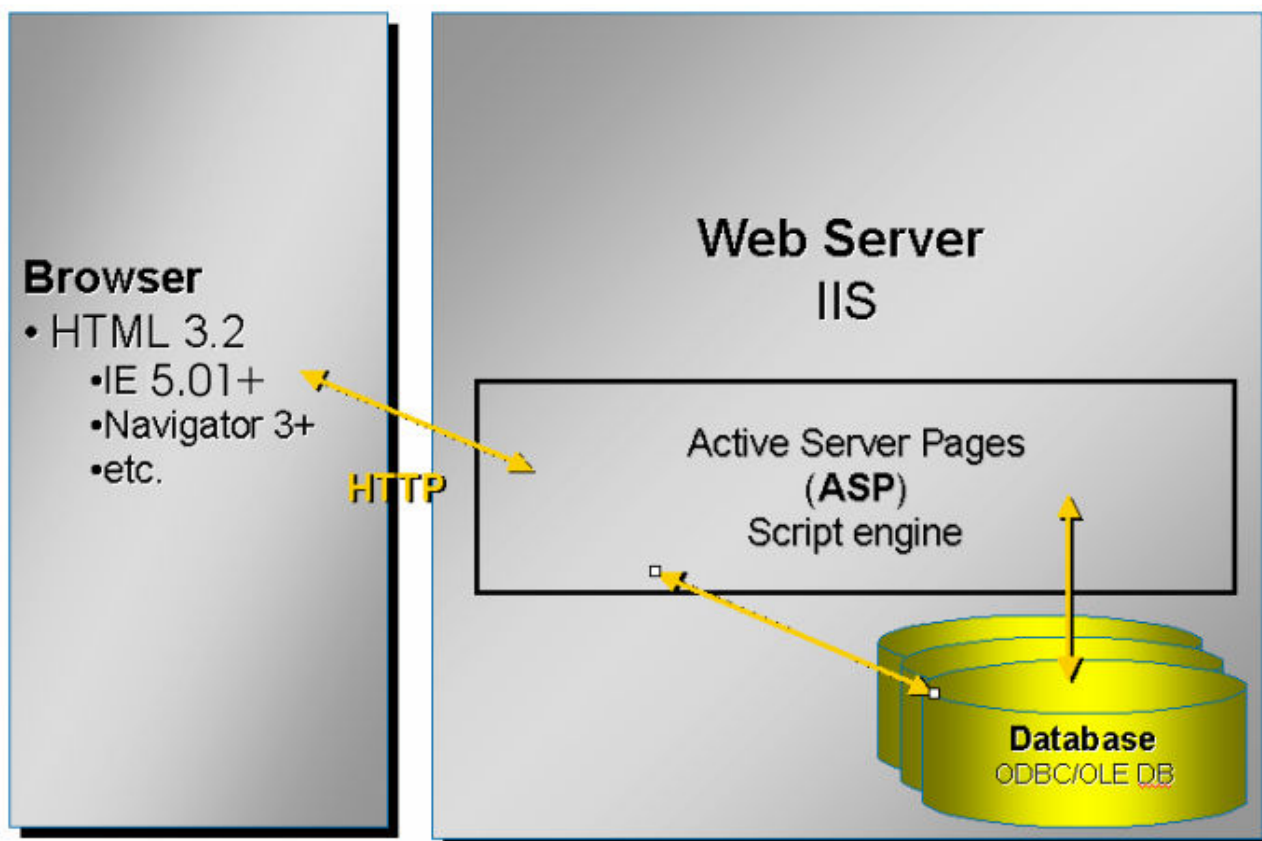 Browser
• HTML 3.2
•IE 5.01+
•Navigator 3+
•etc.
HTTP
Web Server
IIS
Active Server Pages
(ASP)
Script engine
Database
ODBC/OLE DB